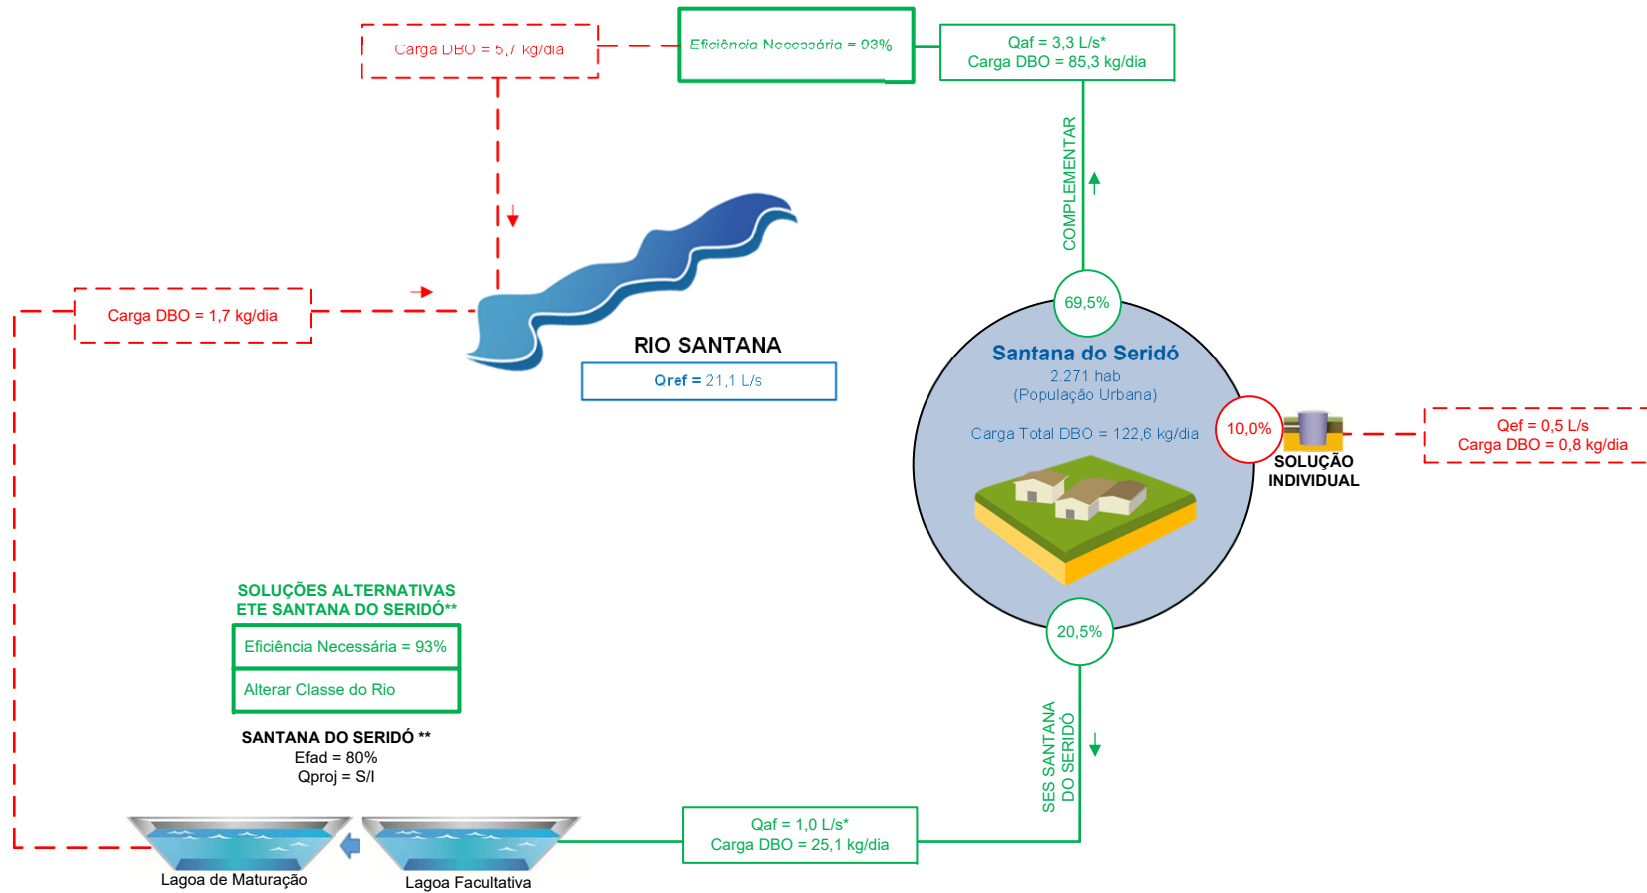 Carga DBO = 5,7 kg/dia
Eficiência Necessária = 93%
Qaf = 3,3 L/s*
Carga DBO = 85,3 kg/dia
COMPLEMENTAR
69,5%
Carga DBO = 1,7 kg/dia
RIO SANTANA
Qref = 21,1 L/s
Santana do Seridó
2.271 hab
(População Urbana)
Carga Total DBO = 122,6 kg/dia
10,0%
SOLUÇÃO
INDIVIDUAL
Qef = 0,5 L/s
Carga DBO = 0,8 kg/dia
20,5%
SES SANTANA
DO SERIDÓ
SOLUÇÕES ALTERNATIVAS
ETE SANTANA DO SERIDÓ**
Eficiência Necessária = 93%
Alterar Classe do Rio
SANTANA DO SERIDÓ **
Efad = 80%
Qproj = S/I
Qaf = 1,0 L/s*
Carga DBO = 25,1 kg/dia
Lagoa de Maturação
Lagoa Facultativa